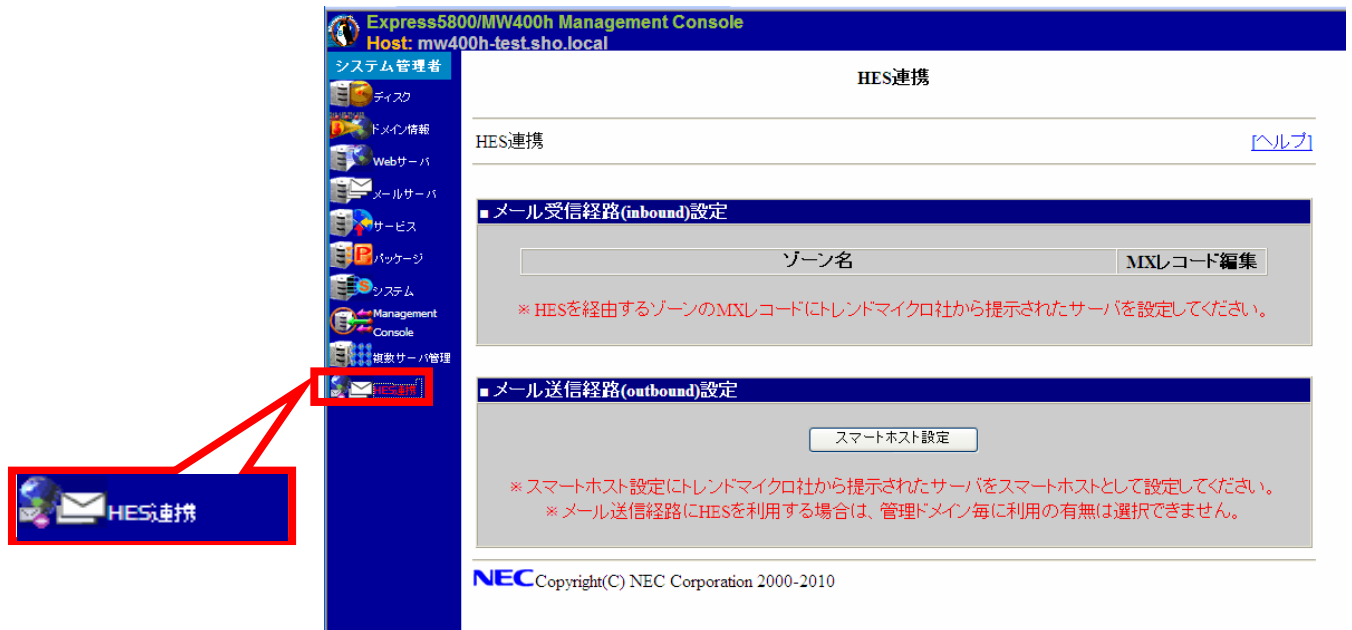 Express5800/MW400h Management Console
Host: mw400h-test.sho.local
システム管理者
ディスク
ドメイン情報
Webサーバ
メールサーバ
サービス
パッケージ
システム
Management
Console
複数サーバ管理
HES連携
HES連携
HES連携
HES連携
[ヘルプ]
■メール受信経路(inbound)設定
ゾーン名 MXレコード編集
※HESを経由するゾーンのMXレコードにトレンドマイクロ社から提示されたサーバを設定してください。
■メール送信経路(outbound)設定
スマートホスト設定
※スマートホスト設定にトレンドマイクロ社から提示されたサーバをスマートホストとして設定してください。
※メール送信経路にHESを利用する場合は、管理ドメイン毎に利用の有無は選択できません。
NEC Copyright(C) NEC Corporation 2000-2010